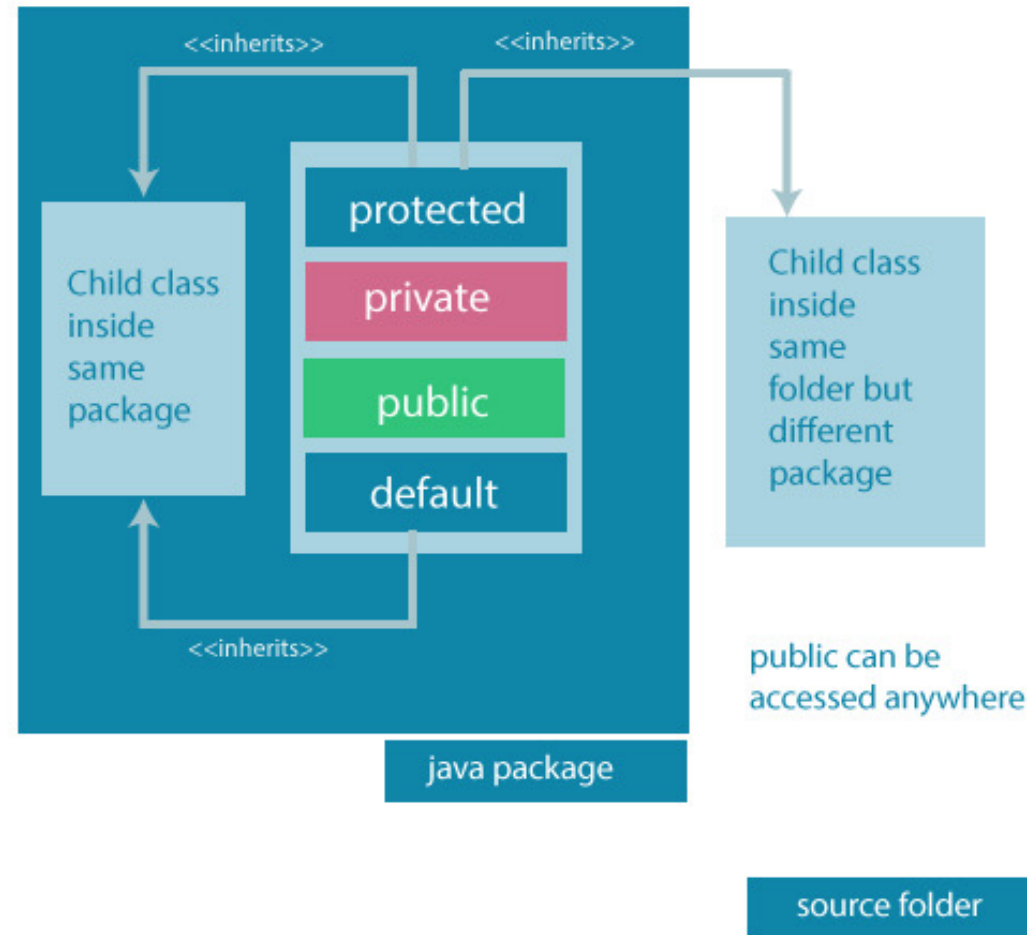 <<inherits>>
<<inherits>>
protected
private
public
default
Child class
inside
same
package
Child class
inside
same
folder but
different
package
<<inherits>>
public can be
accessed anywhere
java package
source folder